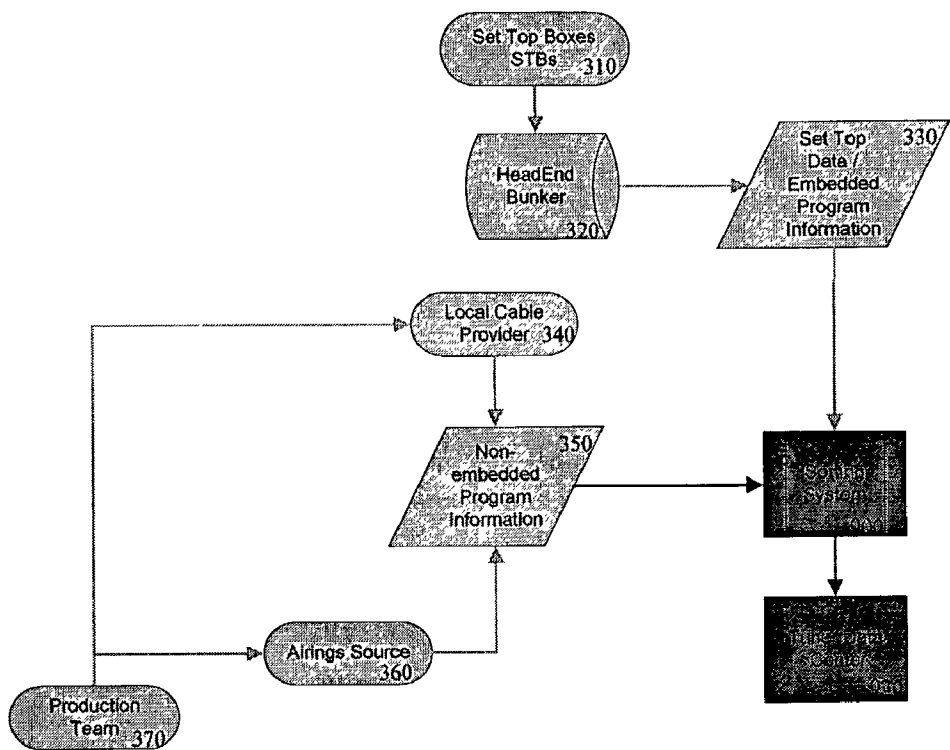 Set Top Boxes
STBs
310
HeadEnd
Bunker
320
Set Top
Data /
Embedded
Program
Information
330
Local Cable
Provider
340
Non-
embedded
Program
Information
350
System
Airings Source
360
Production
Team
370